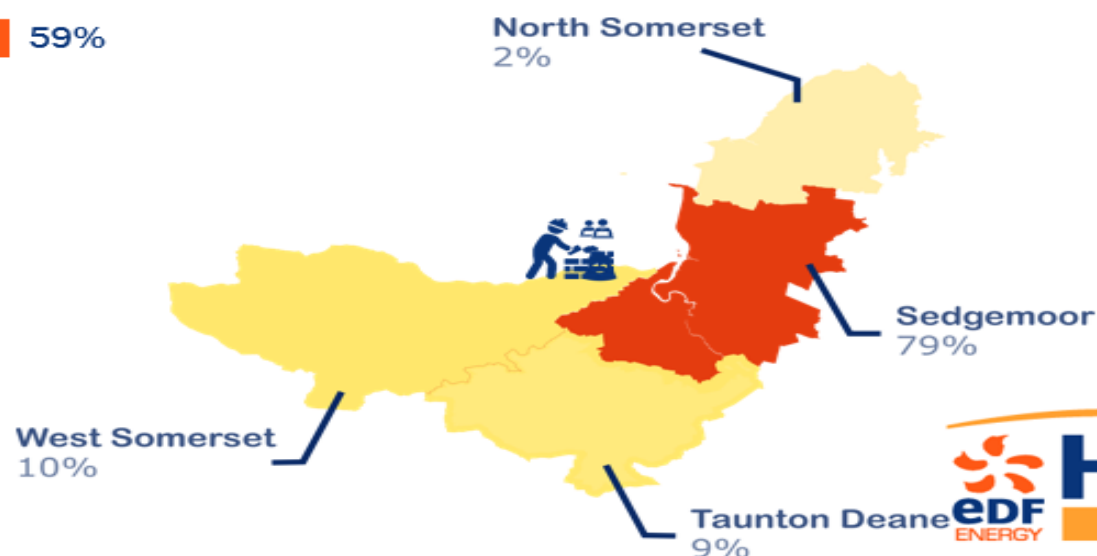 59%
North Somerset
2%
Sedgemoor
79%
West Somerset
10%
Taunton Deane
9%
eDF
ENERGY
H